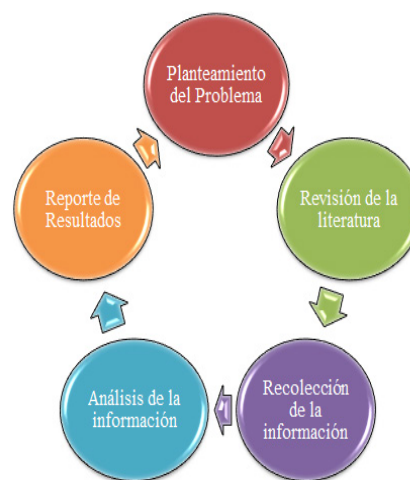 Planteamiento
del Problema
Revisión de la
literatura
Recolección
de la
información
Análisis de la
información
Reporte de
Resultados